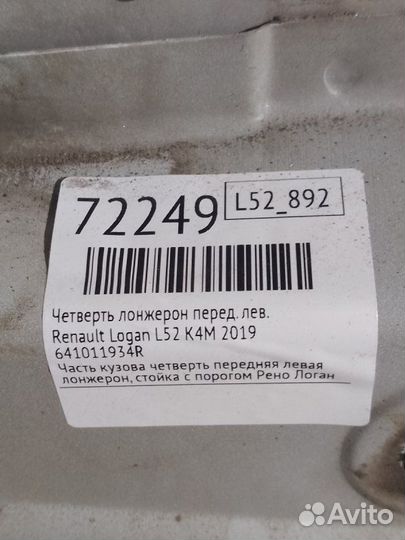 72249
L52_892
Четверть лонжерон перед. лев.
Renault Logan L52 K4M 2019
641011934R
Часть кузова четверть передняя левая
лонжерон, стойка с порогом Рено Логан
Avito